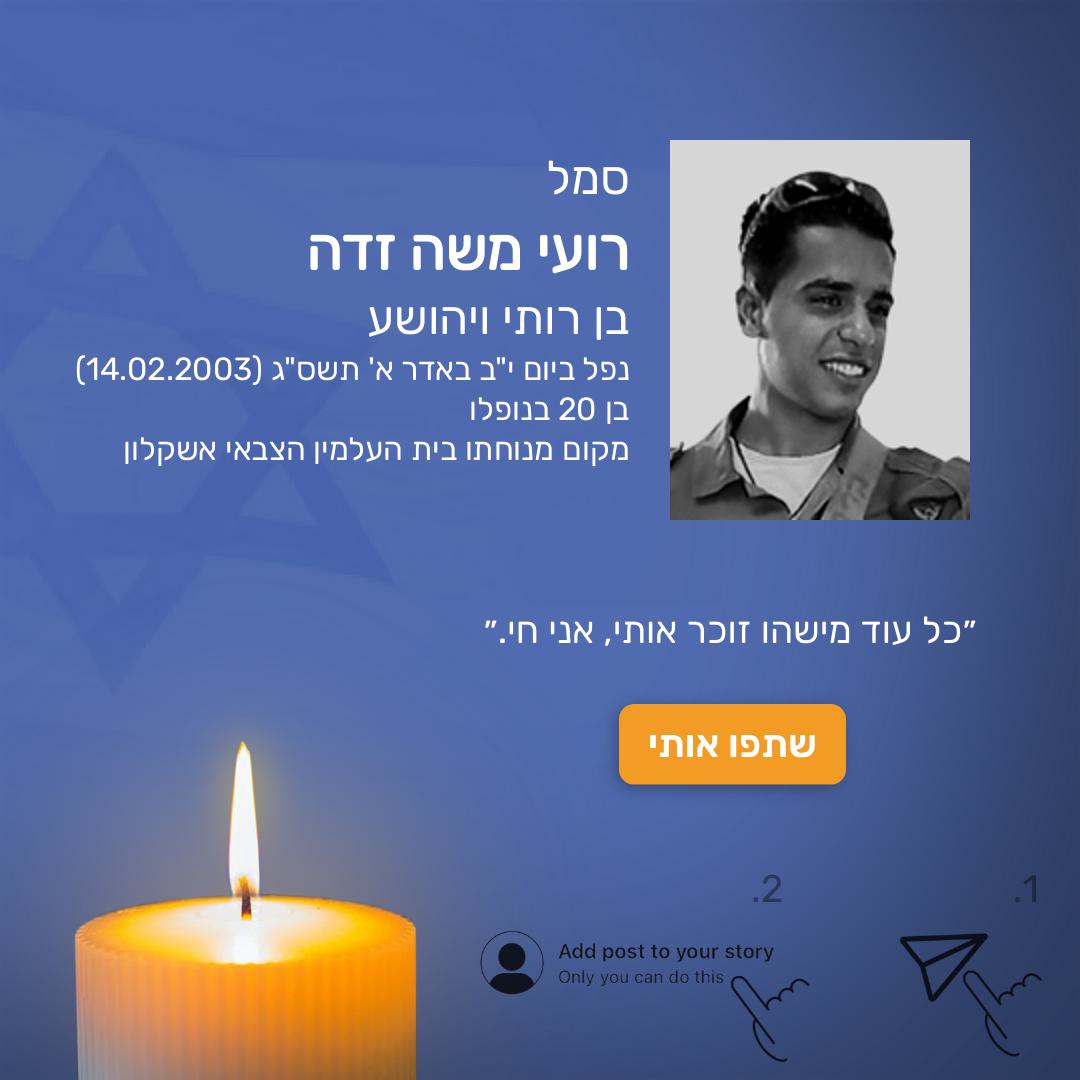 סמל
רועי משה זדה
בן רותי ויהושע
נפל ביום י"ב באדר א' תשס"ג (14.02.2003)
בן 20 בנופלו
מקום מנוחתו בית העלמין הצבאי אשקלון
״כל עוד מישהו זוכר אותי, אני חי.״
שתפו אותי
.1
.2
Add post to your story
Only you can do this